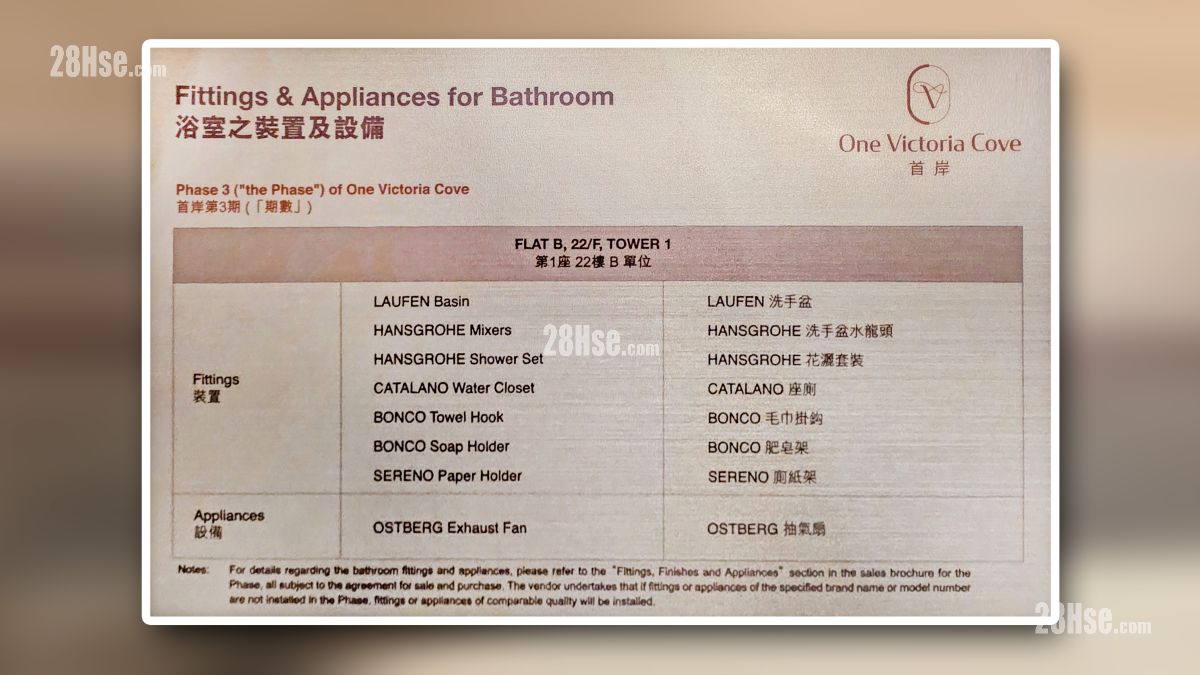 28Hse.com
Fittings & Appliances for Bathroom
浴室之裝置及設備
One Victoria Cove
首岸
Phase 3 ("the Phase") of One Victoria Cove
首岸第3期 (「期數」)
FLAT B, 22/F, TOWER 1
第1座 22樓 B 單位
Fittings
裝置
LAUFEN Basin
LAUFEN 洗手盆
HANSGROHE Mixers
HANSGROHE 洗手盆水龍頭
28Hse.com
HANSGROHE Shower Set
HANSGROHE 花灑套裝
CATALANO Water Closet
CATALANO 座廁
BONCO Towel Hook
BONCO 毛巾掛鈎
BONCO Soap Holder
BONCO 肥皂架
SERENO Paper Holder
SERENO 廁紙架
Appliances
設備
OSTBERG Exhaust Fan
OSTBERG 抽氣扇
Notes: For details regarding the bathroom fittings and appliances, please refer to the "Fittings, Finishes and Appliances" section in the sales brochure for the
Phase, all subject to the agreement for sale and purchase. The vendor undertakes that if fittings or appliances of the specified brand name or model number
are not installed in the Phase, fittings or appliances of comparable quality will be installed.
28Hse.com